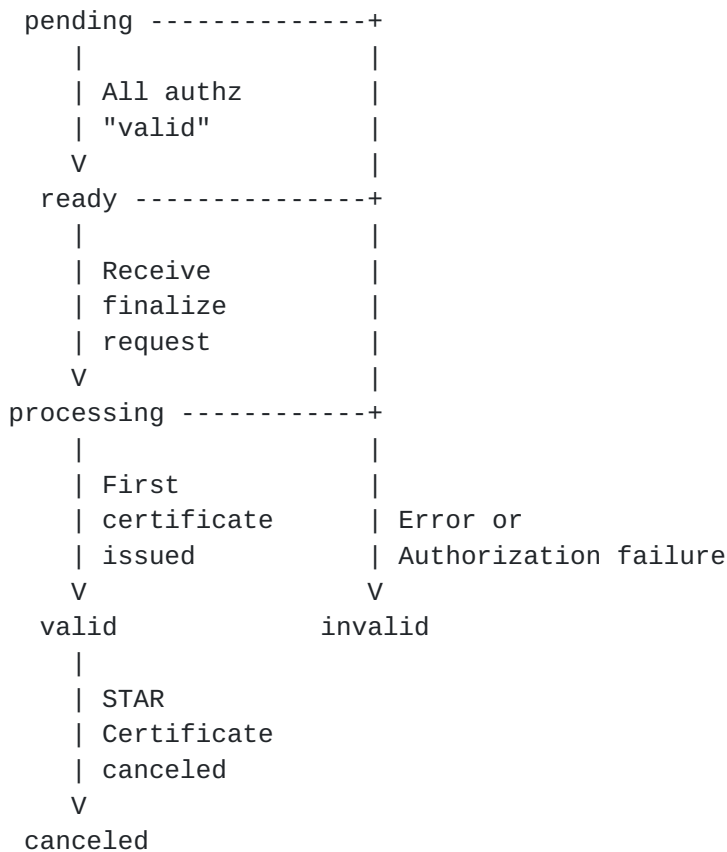 pending --------------+
|                  |
| All authz        |
| "valid"          |
V                  |
ready ---------------+
|                  |
| Receive          |
| finalize         |
| request          |
V                  |
processing ------------+
|                  |
| First            |
| certificate      | Error or
| issued           | Authorization failure
V                  V
valid             invalid
|
| STAR
| Certificate
| canceled
V
canceled